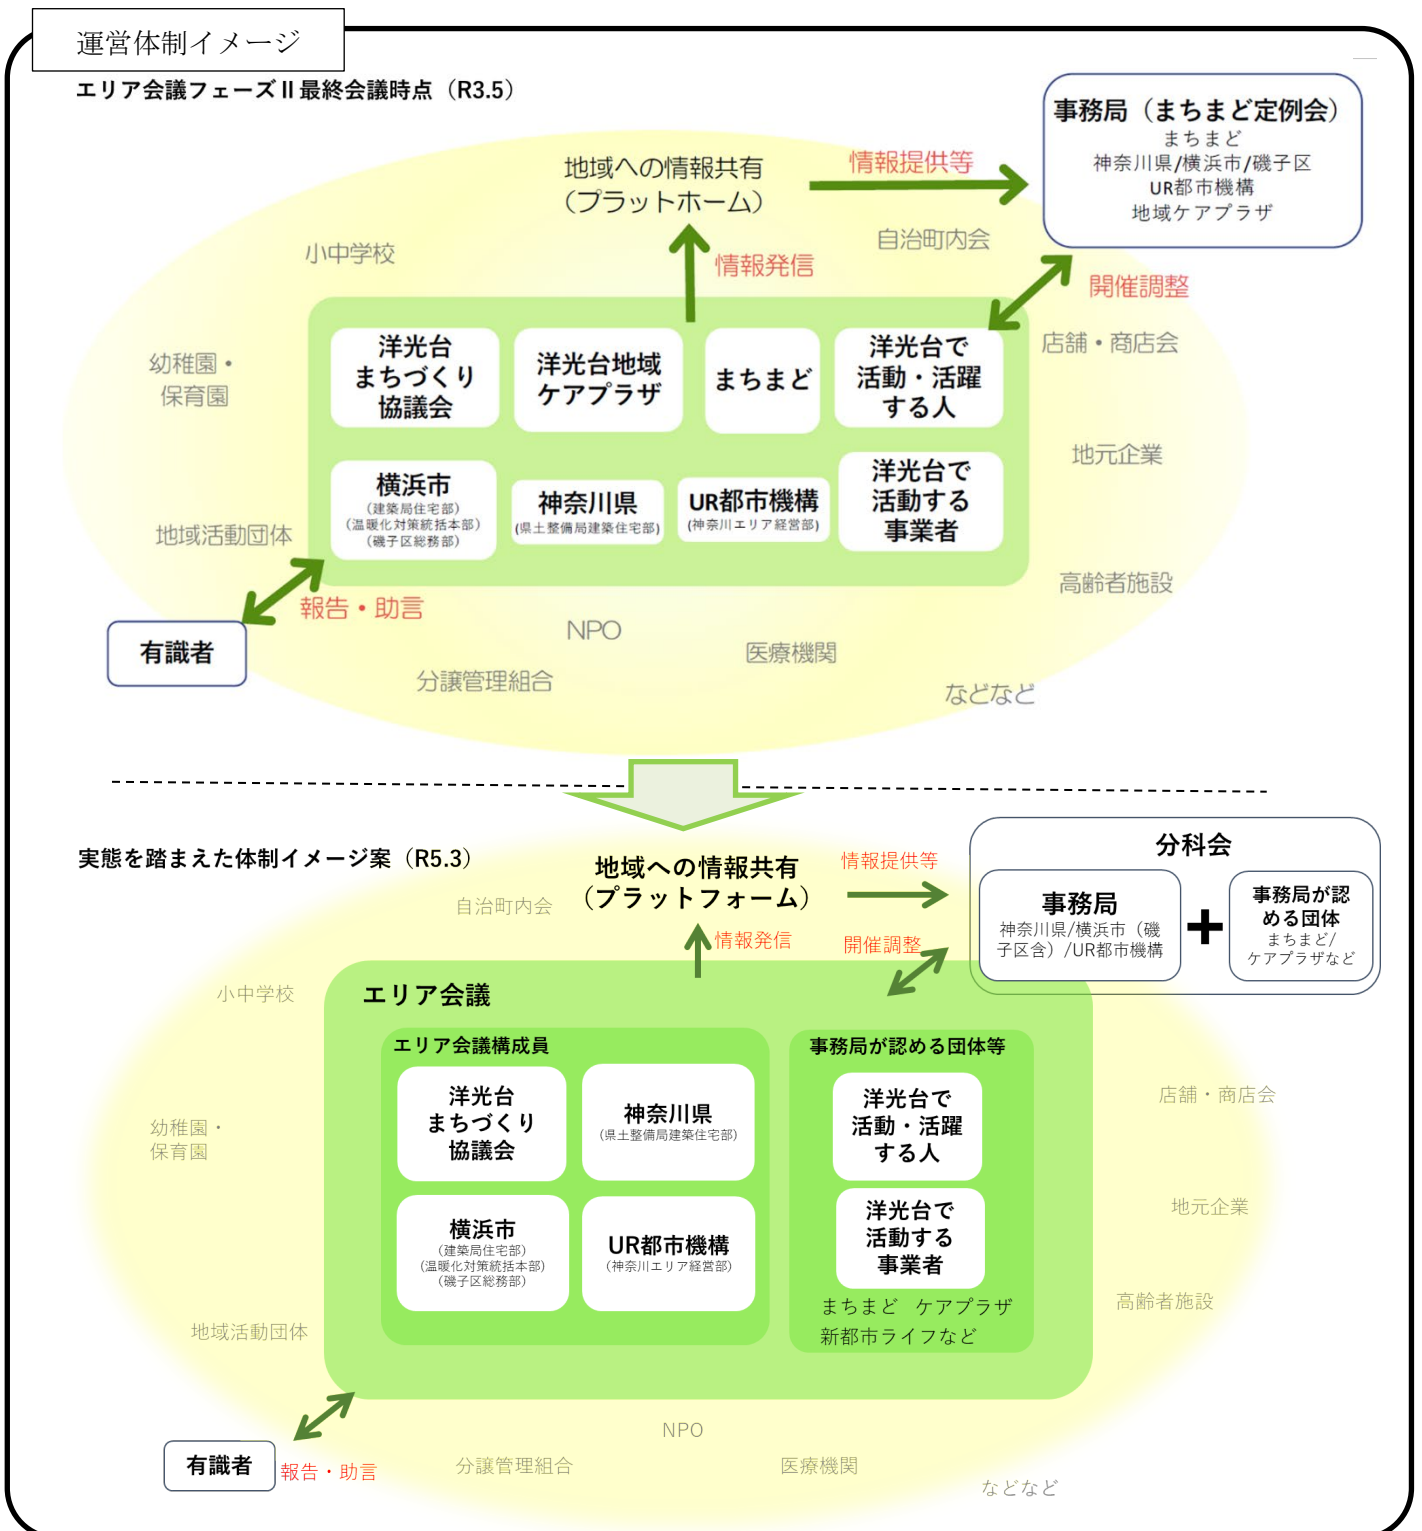 運営体制イメージ
エリア会議フェーズⅡ最終会議時点（R3.5）
事務局（まちまど定例会）
まちまど
神奈川県/横浜市/磯子区
UR都市機構
地域ケアプラザ
地域への情報共有
（プラットホーム）
情報提供等
小中学校
情報発信
自治町内会
開催調整
幼稚園・
保育園
洋光台
まちづくり
協議会
洋光台地域
ケアプラザ
まちまど
洋光台で
活動・活躍
する人
店舗・商店会
地元企業
横浜市
（建築局住宅部）
（温暖化対策統括本部）
（磯子区総務部）
神奈川県
（県土整備局建築住宅部）
UR都市機構
（神奈川エリア経営部）
洋光台で
活動する
事業者
地域活動団体
高齢者施設
報告・助言
有識者
NPO
医療機関
分譲管理組合
などなど
実態を踏まえた体制イメージ案（R5.3）
地域への情報共有
（プラットフォーム）
情報提供等
分科会
事務局
神奈川県/横浜市（磯
子区含）/UR都市機構
＋
事務局が認
める団体
まちまど/
ケアプラザなど
自治町内会
情報発信
開催調整
小中学校
エリア会議
エリア会議構成員
洋光台
まちづくり
協議会
神奈川県
（県土整備局建築住宅部）
横浜市
（建築局住宅部）
（温暖化対策統括本部）
（磯子区総務部）
UR都市機構
（神奈川エリア経営部）
事務局が認める団体等
洋光台で
活動・活躍
する人
洋光台で
活動する
事業者
まちまど　ケアプラザ
新都市ライフなど
幼稚園・
保育園
店舗・商店会
地元企業
高齢者施設
地域活動団体
有識者
報告・助言
NPO
分譲管理組合
医療機関
などなど